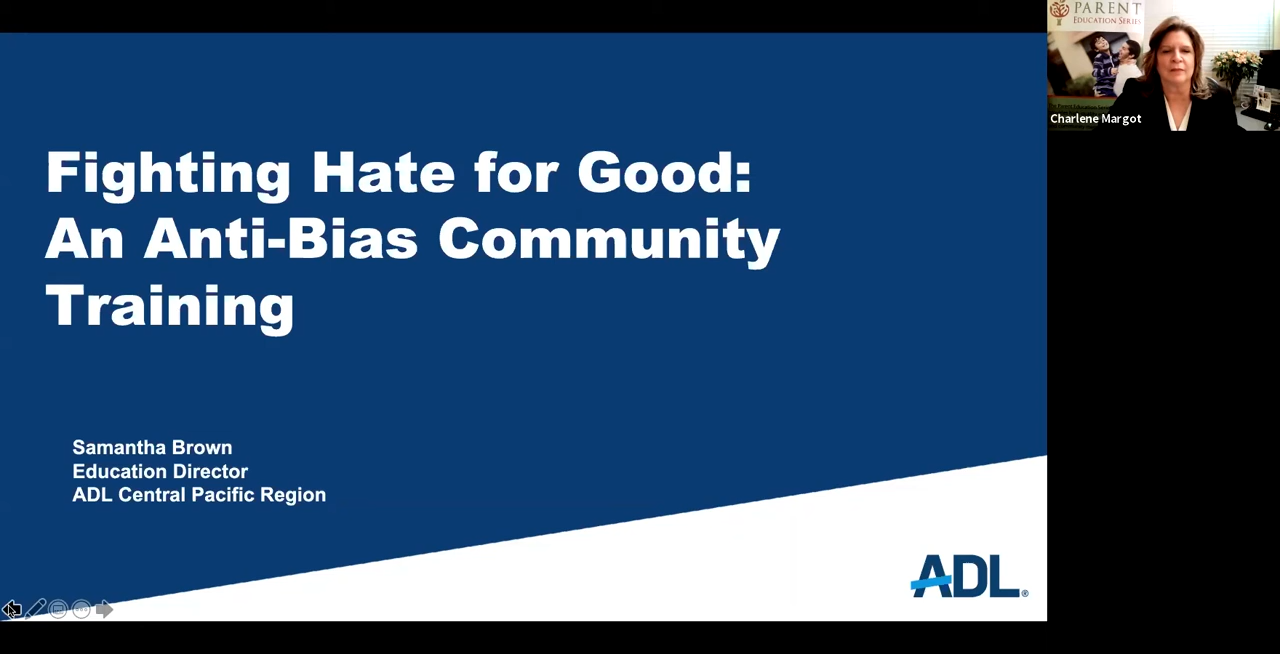 Fighting Hate for Good:
An Anti-Bias Community
Training
Samantha Brown
Education Director
ADL Central Pacific Region
ADL®
PARENT
EDUCATION SERIES
Charlene Margot